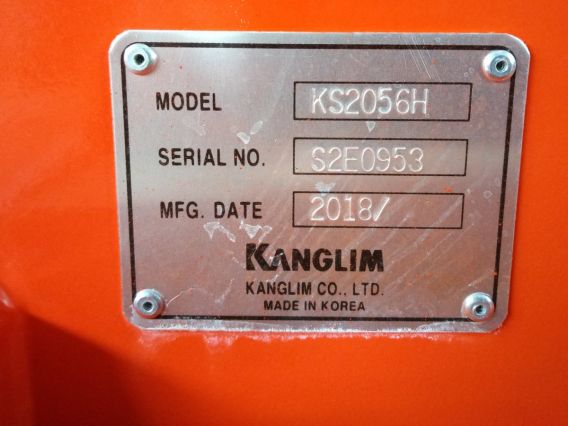 MODEL KS2056H
SERIAL NO. S2E0953
MFG. DATE 2018/
KANGLIM
KANGLIM CO., LTD.
MADE IN KOREA